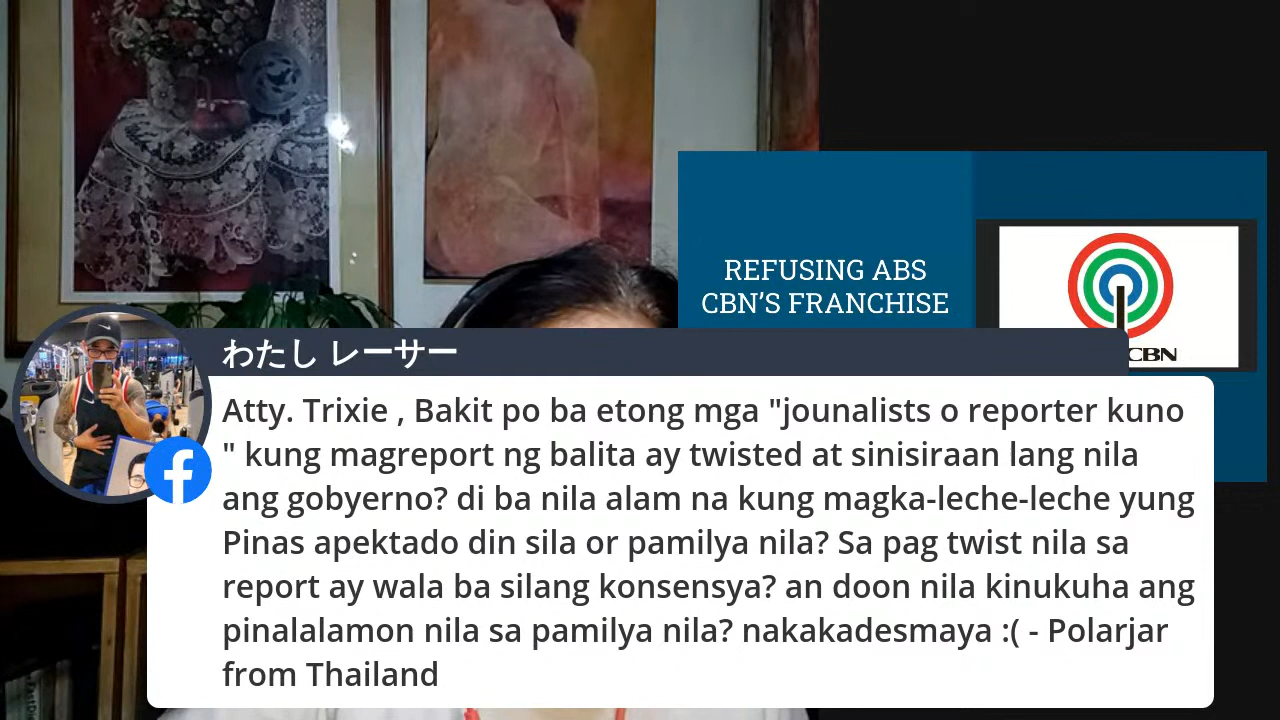 REFUSING ABS
CBN'S FRANCHISE
CBN
わたし レーサー
Atty. Trixie , Bakit po ba etong mga "jounalists o reporter kuno
" kung magreport ng balita ay twisted at sinisiraan lang nila
ang gobyerno? di ba nila alam na kung magka-leche-leche yung
Pinas apektado din sila or pamilya nila? Sa pag twist nila sa
report ay wala ba silang konsensya? an doon nila kinukuha ang
pinalalamon nila sa pamilya nila? nakakadesmaya :( - Polarjar
from Thailand